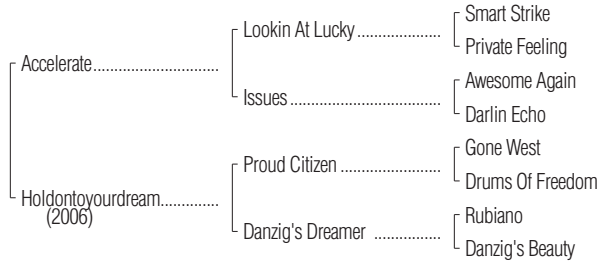 Smart Strike
Lookin At Lucky
Private Feeling
Accelerate
Awesome Again
Issues
Darlin Echo
Gone West
Proud Citizen
Drums Of Freedom
Holdontoyourdream
(2006)
Rubiano
Danzig's Dreamer
Danzig's Beauty